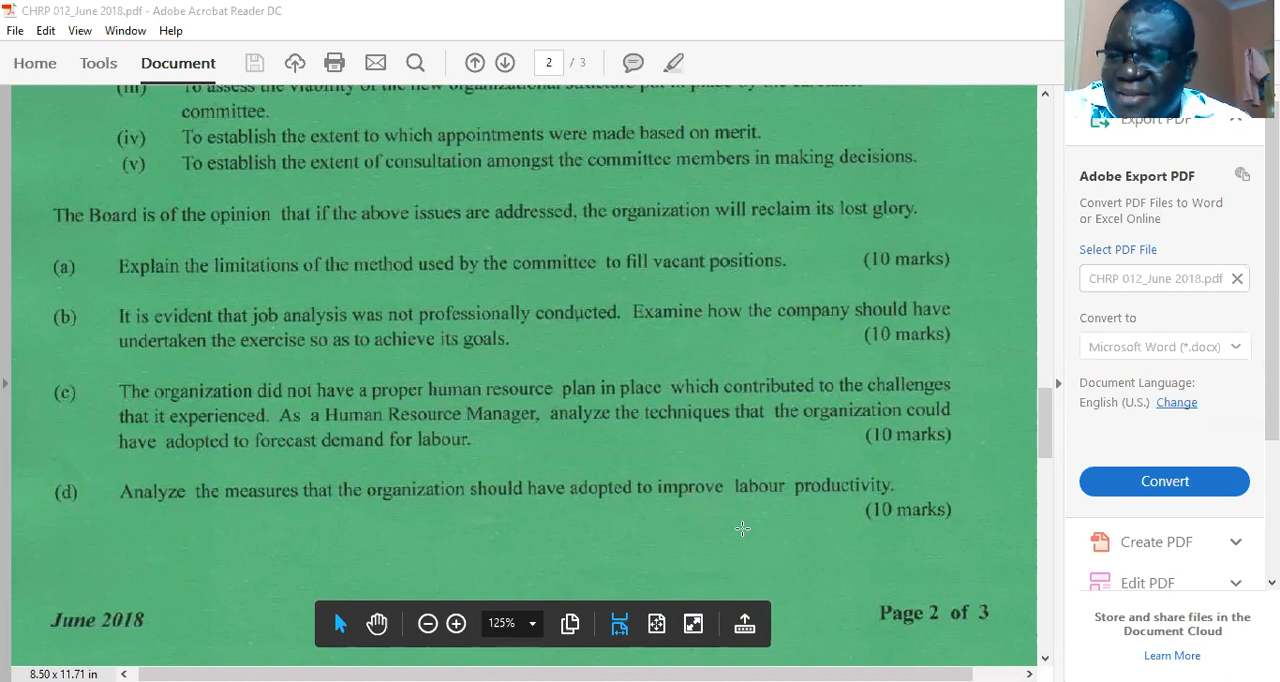 CHRP 012_June 2018.pdf - Adobe Acrobat Reader DC
File Edit View Window Help
Home Tools Document 2 / 3
(iii) To assess the viability of the new organizational structure put in place by the
committee.
(iv) To establish the extent to which appointments were made based on merit.
(v) To establish the extent of consultation amongst the committee members in making decisions.
The Board is of the opinion that if the above issues are addressed, the organization will reclaim its lost glory.
(a) Explain the limitations of the method used by the committee to fill vacant positions. (10 marks)
(b) It is evident that job analysis was not professionally conducted. Examine how the company should have
undertaken the exercise so as to achieve its goals. (10 marks)
(c) The organization did not have a proper human resource plan in place which contributed to the challenges
that it experienced. As a Human Resource Manager, analyze the techniques that the organization could
have adopted to forecast demand for labour. (10 marks)
(d) Analyze the measures that the organization should have adopted to improve labour productivity.
(10 marks)
June 2018
Page 2 of 3
125%
8.50 x 11.71 in
Export PDF
Adobe Export PDF
Convert PDF Files to Word
or Excel Online
Select PDF File
CHRP 012_June 2018.pdf
Convert to
Microsoft Word (*.docx)
Document Language:
English (U.S.) Change
Convert
Create PDF
Edit PDF
Store and share files in the
Document Cloud
Learn More